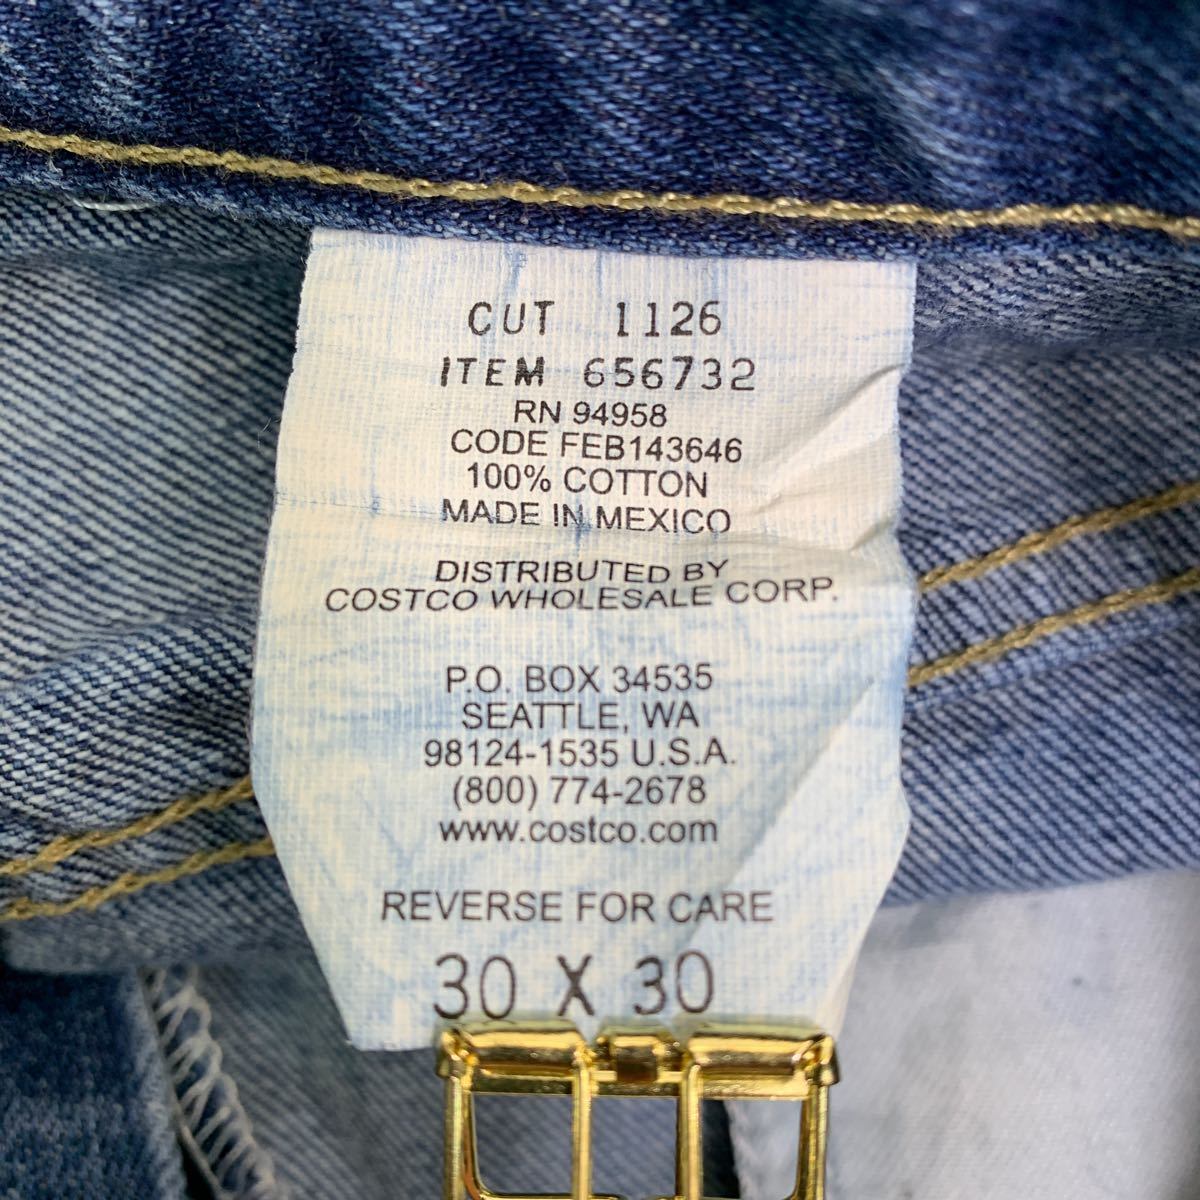 CUT 1126
ITEM 656732
RN 94958
CODE FEB143646
100% COTTON
MADE IN MEXICO
DISTRIBUTED BY
COSTCO WHOLESALE CORP.
P.O. BOX 34535
SEATTLE, WA
98124-1535 U.S.A.
(800) 774-2678
www.costco.com
REVERSE FOR CARE
30 X 30